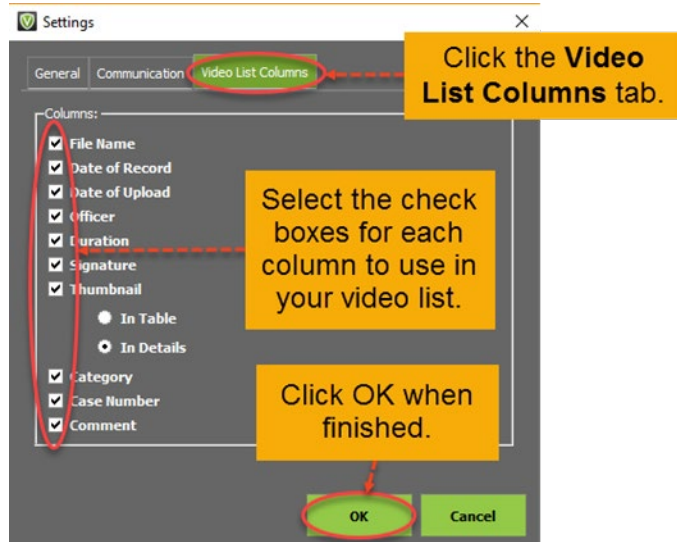 Settings
General Communication Video List Columns
Click the Video
List Columns tab.
Columns:
File Name
Date of Record
Date of Upload
Officer
Duration
Signature
Thumbnail
In Table
In Details
Category
Case Number
Comment
Select the check
boxes for each
column to use in
your video list.
Click OK when
finished.
OK Cancel